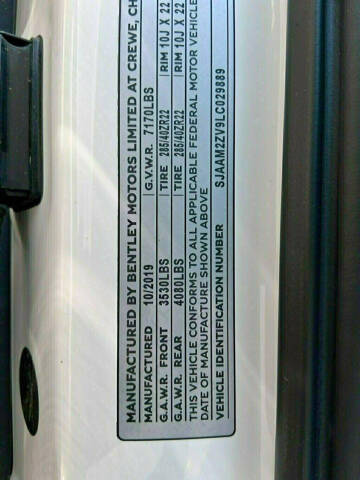 MANUFACTURED BY BENTLEY MOTORS LIMITED AT CREWE, CH
MANUFACTURED 10/2019 G.V.W.R. 7170LBS
G.A.W.R. FRONT 3530LBS TIRE 285/40ZR22 RIM 10J X 22
G.A.W.R. REAR 4080LBS TIRE 285/40ZR22 RIM 10J X 22
THIS VEHICLE CONFORMS TO ALL APPLICABLE FEDERAL MOTOR VEHICLE
DATE OF MANUFACTURE SHOWN ABOVE
VEHICLE IDENTIFICATION NUMBER SJAAM2ZV9LC029889